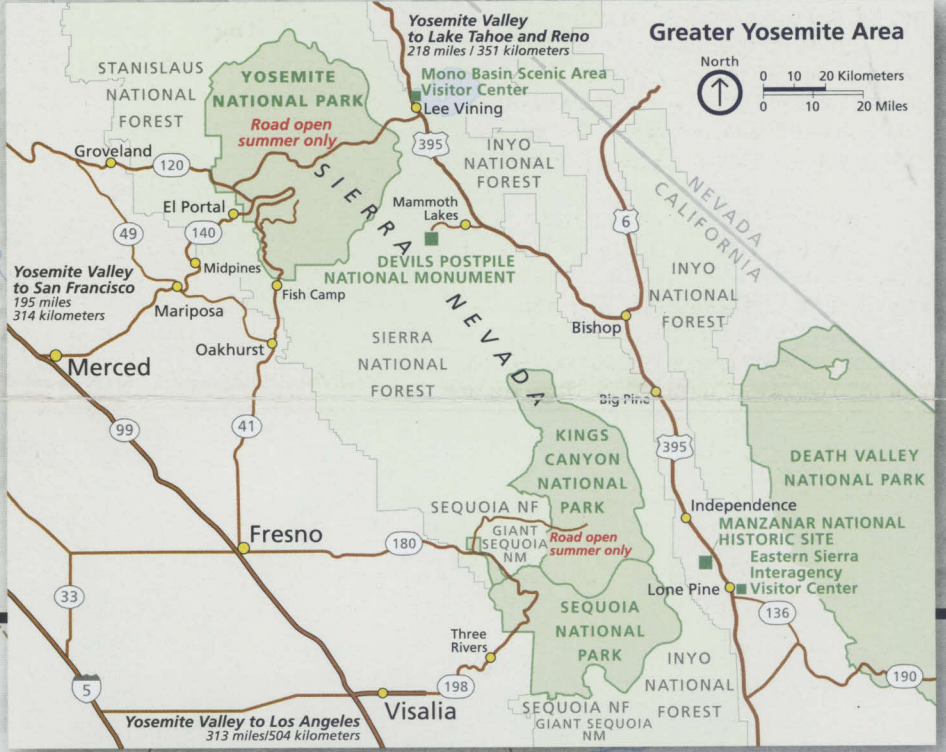 Yosemite Valley
to Lake Tahoe and Reno
218 miles / 351 kilometers
Greater Yosemite Area
North
0 10 20 Kilometers
0 10 20 Miles
STANISLAUS
NATIONAL
FOREST
YOSEMITE
NATIONAL PARK
Road open
summer only
Mono Basin Scenic Area
Visitor Center
Lee Vining
395
INYO
NATIONAL
FOREST
Groveland
120
El Portal
140
49
Midpines
Mariposa
Fish Camp
Oakhurst
Yosemite Valley
to San Francisco
195 miles
314 kilometers
Merced
SIERRA NEVADA
Mammoth
Lakes
DEVILS POSTPILE
NATIONAL MONUMENT
6
NEVADA
CALIFORNIA
INYO
NATIONAL
FOREST
Bishop
SIERRA
NATIONAL
FOREST
Big Pine
99
41
395
KINGS
CANYON
NATIONAL
PARK
DEATH VALLEY
NATIONAL PARK
Independence
MANZANAR NATIONAL
HISTORIC SITE
Eastern Sierra
Interagency
Visitor Center
Lone Pine
136
190
SEQUOIA NF
GIANT
SEQUOIA
NM
Road open
summer only
Fresno
180
33
5
SEQUOIA
NATIONAL
PARK
Three
Rivers
198
Visalia
INYO
NATIONAL
FOREST
SEQUOIA NF
GIANT SEQUOIA
NM
Yosemite Valley to Los Angeles
313 miles/504 kilometers